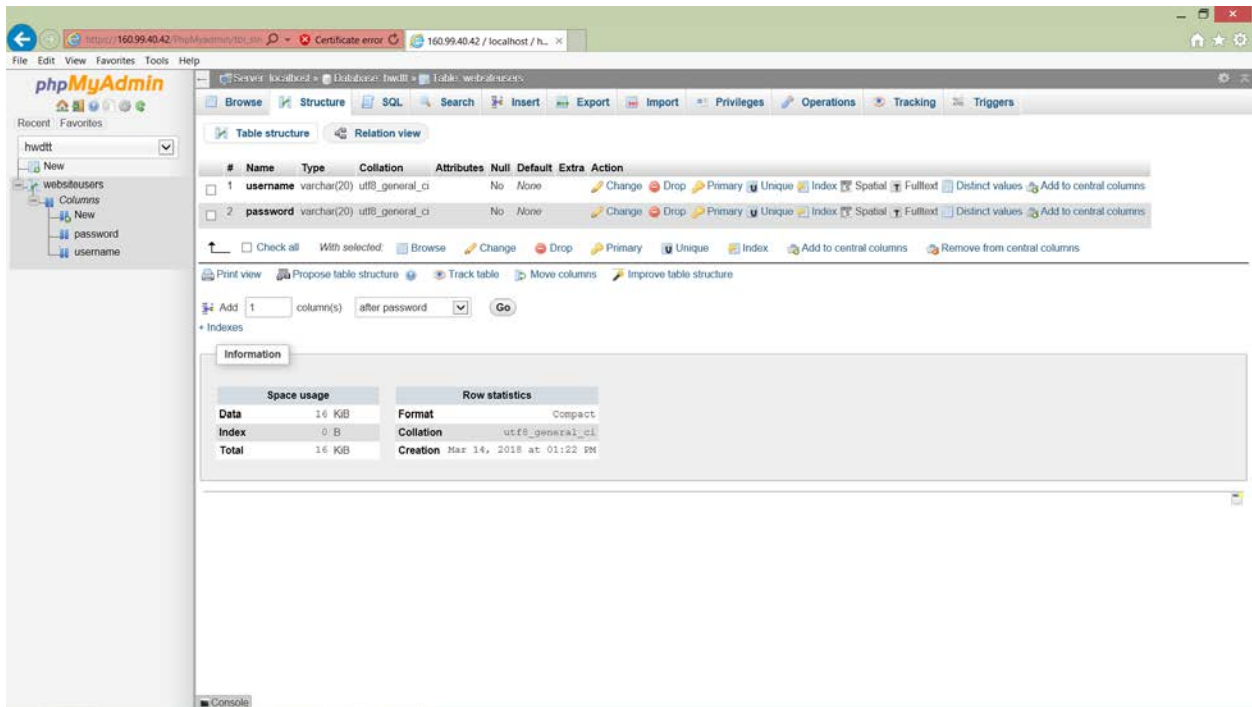 https://160.99.40.42/PhpMyadmin/tbl_
Certificate error
160.99.40.42 / localhost / h...
File Edit View Favorites Tools Help
phpMyAdmin
Recent Favorites
hwdtt
New
websiteusers
Columns
New
password
username
Server: localhost » Database: hwdtt » Table: websiteusers
Browse Structure SQL Search Insert Export Import Privileges Operations Tracking Triggers
Table structure Relation view
# Name Type Collation Attributes Null Default Extra Action
1 username varchar(20) utf8_general_ci No None Change Drop Primary Unique Index Spatial Fulltext Distinct values Add to central columns
2 password varchar(20) utf8_general_ci No None Change Drop Primary Unique Index Spatial Fulltext Distinct values Add to central columns
Check all With selected: Browse Change Drop Primary Unique Index Add to central columns Remove from central columns
Print view Propose table structure Track table Move columns Improve table structure
Add 1 column(s) after password Go
+ Indexes
Information
Space usage
Data 16 KiB
Index 0 B
Total 16 KiB
Row statistics
Format Compact
Collation utf8_general_ci
Creation Mar 14, 2018 at 01:22 PM
Console